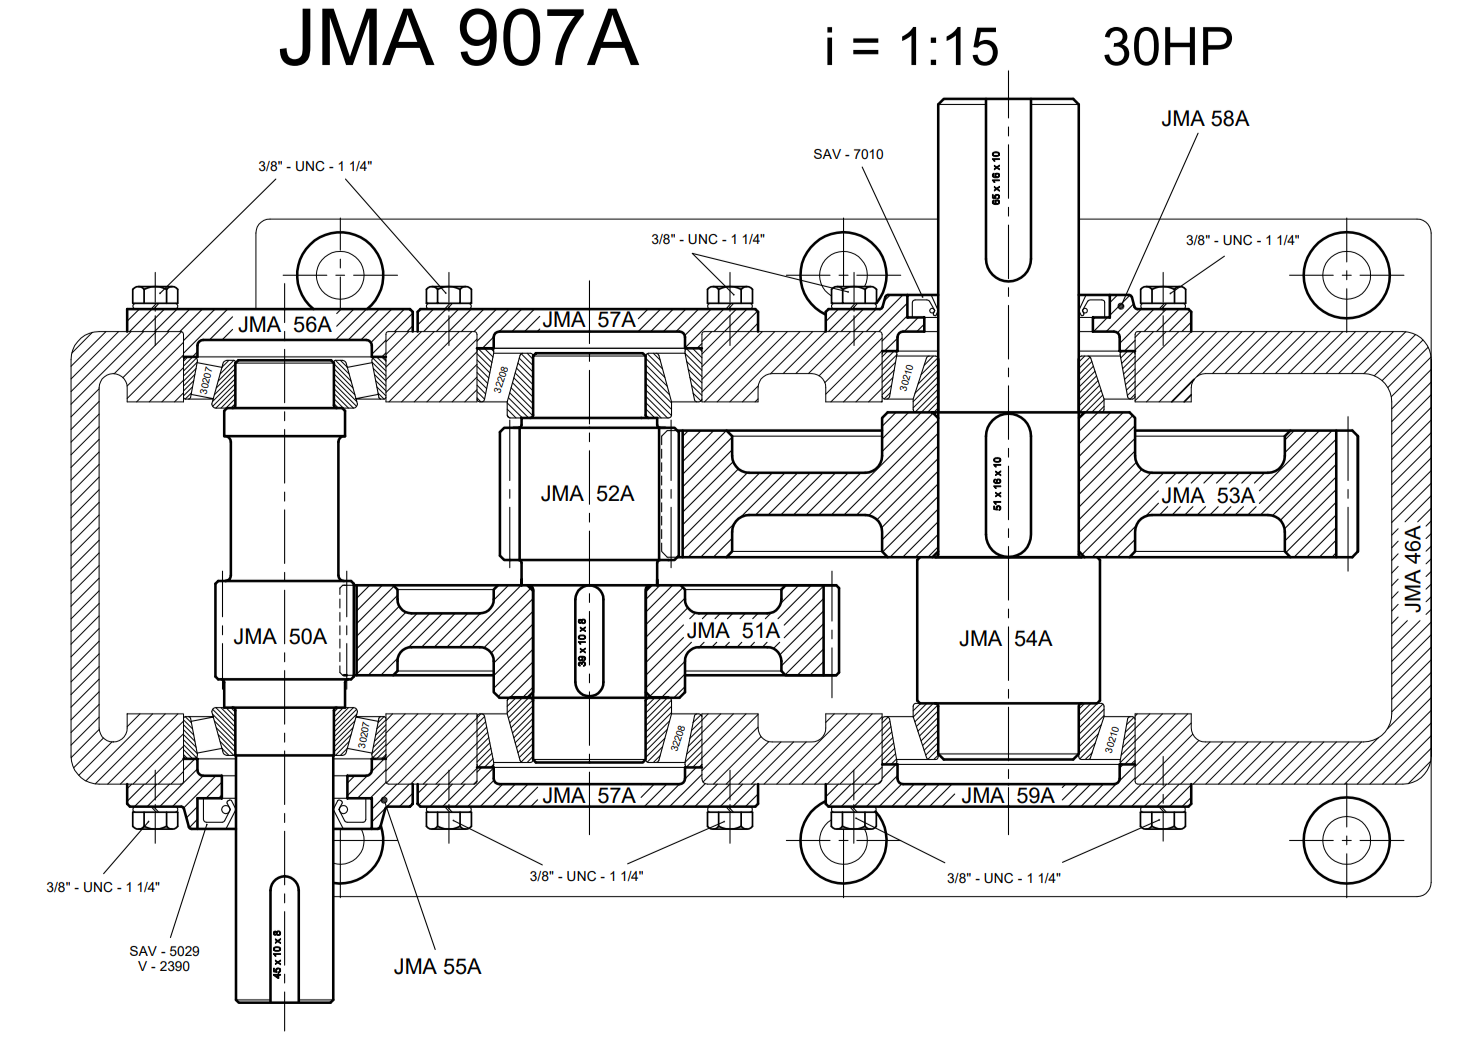 JMA 907A
i = 1:15
30HP
JMA 58A
SAV - 7010
3/8" - UNC - 1 1/4"
65 x 16 x 10
3/8" - UNC - 1 1/4"
3/8" - UNC - 1 1/4"
JMA 56A
JMA 57A
30207
32208
30210
JMA 52A
51 x 16 x 10
JMA 53A
JMA 46A
JMA 50A
39 x 10 x 8
JMA 51A
JMA 54A
30207
32208
30210
JMA 57A
JMA 59A
3/8" - UNC - 1 1/4"
3/8" - UNC - 1 1/4"
3/8" - UNC - 1 1/4"
45 x 10 x 8
SAV - 5029
V - 2390
JMA 55A